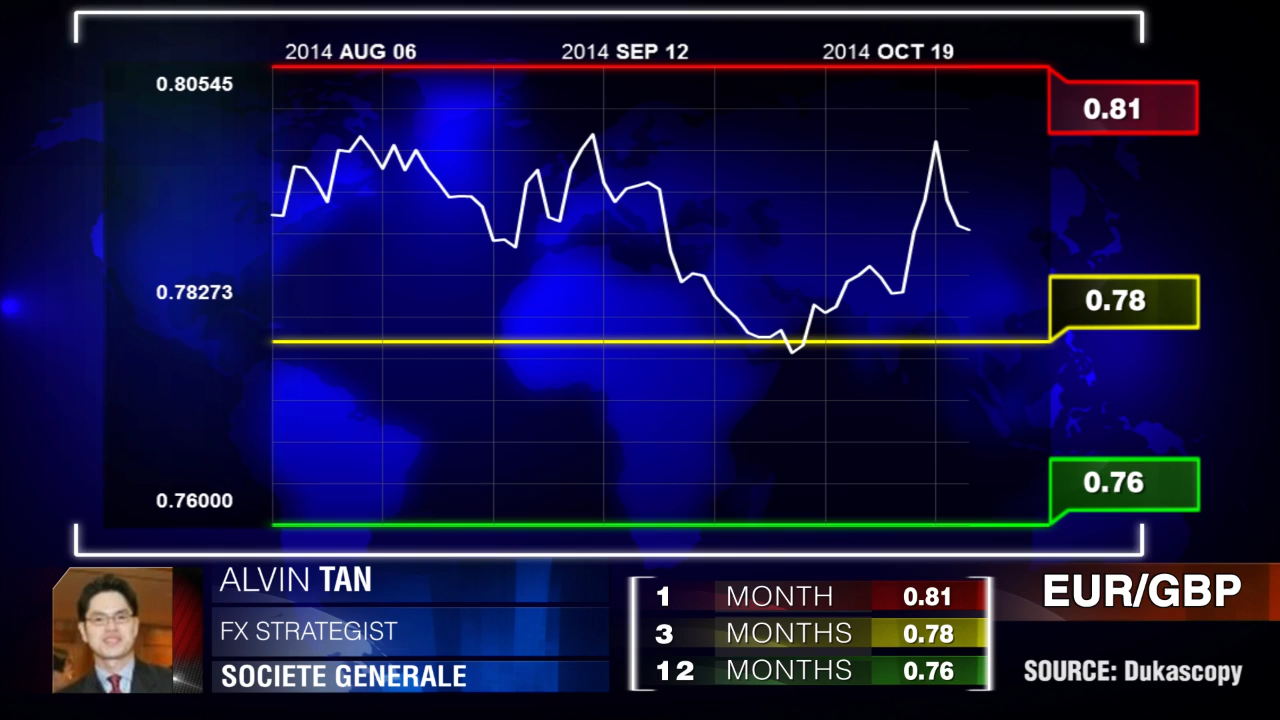 2014 AUG 06 2014 SEP 12 2014 OCT 19
0.80545
0.81
0.78273
0.78
0.76000
0.76
ALVIN TAN
FX STRATEGIST
SOCIETE GENERALE
1 MONTH 0.81
3 MONTHS 0.78
12 MONTHS 0.76
EUR/GBP
SOURCE: Dukascopy